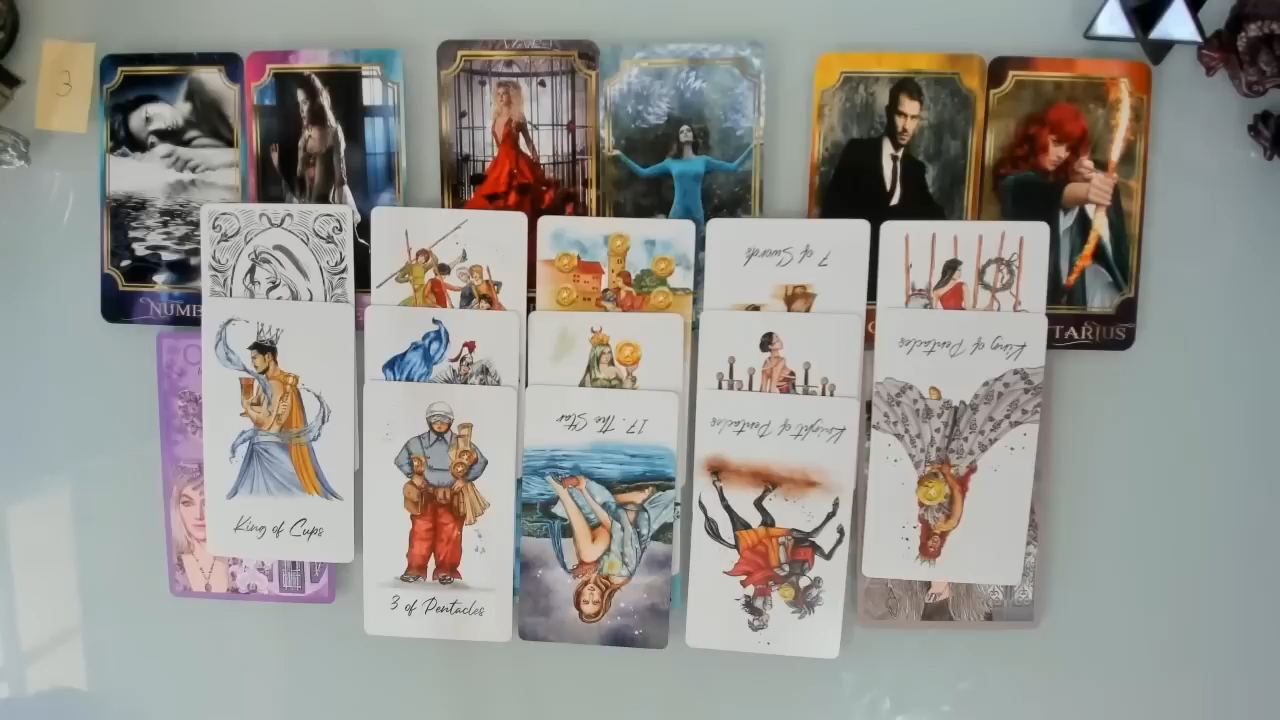 3
NUME
TARIUS
7 of Swords
King of Pentacles
17. The Star
Knight of Pentacles
King of Cups
3 of Pentacles